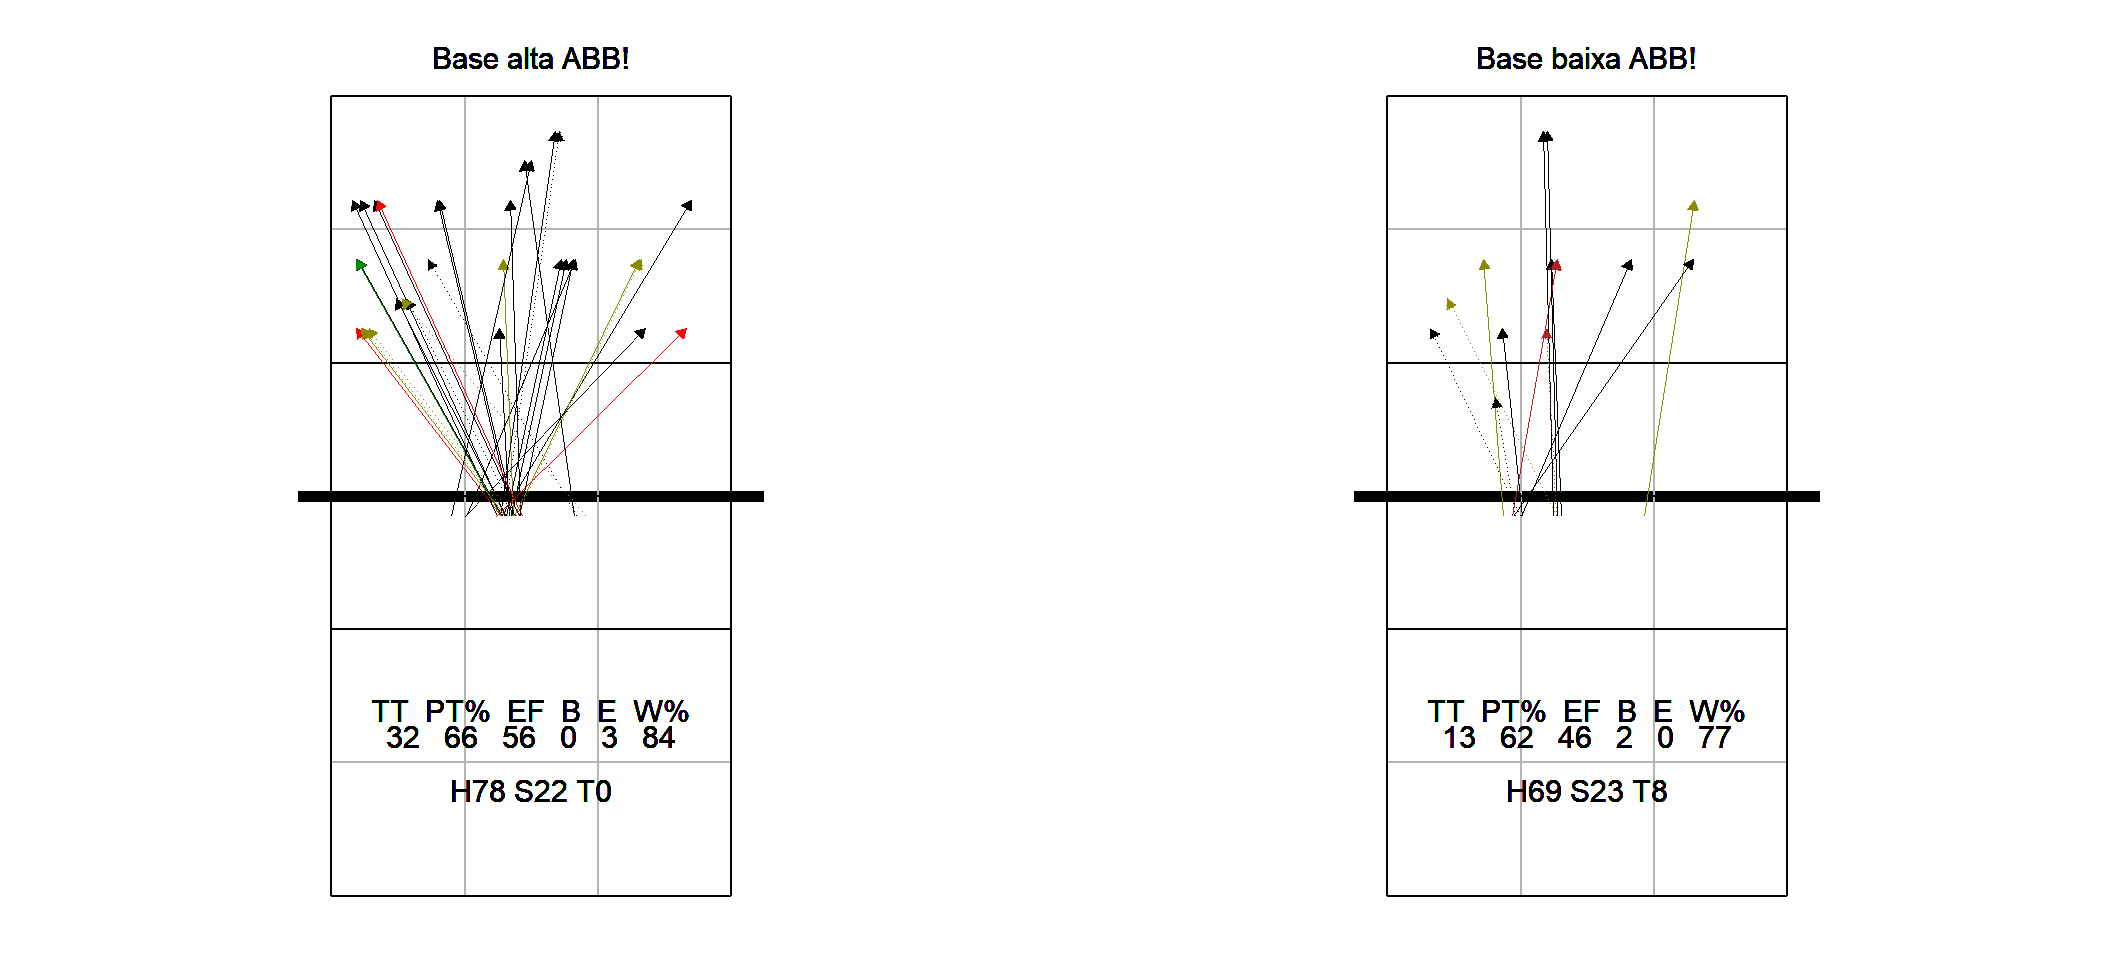 Base alta ABB!
TT PT% EF B E W%
32 66 56 0 3 84
H78 S22 T0
Base baixa ABB!
TT PT% EF B E W%
13 62 46 2 0 77
H69 S23 T8